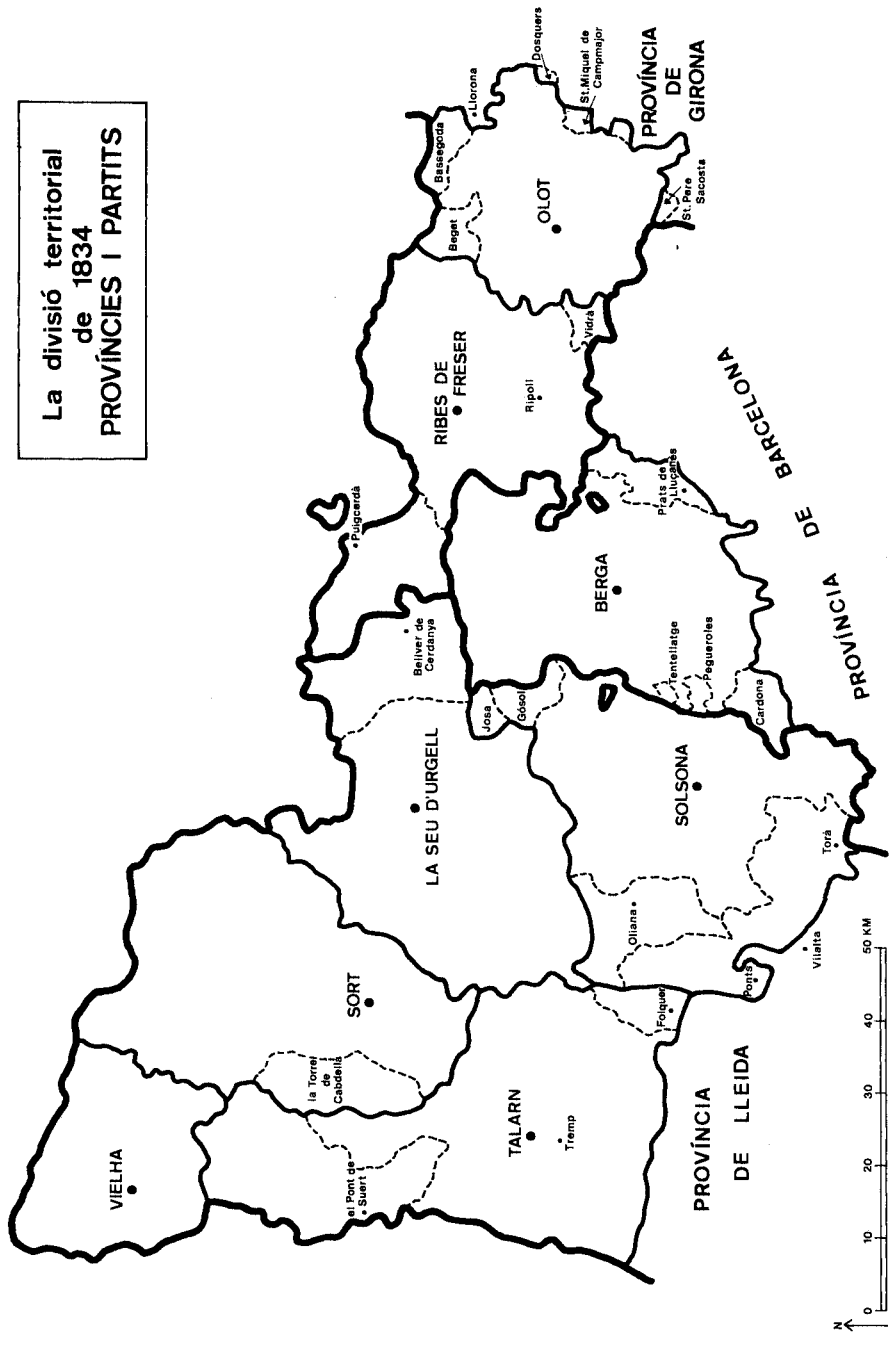 La divisió territorial
de 1834
PROVÍNCIES I PARTITS
VIELHA
el Pont de
Suert
la Torre
de
Cabdella
SORT
TALARN
Tremp
LA SEU D'URGELL
Bellver de
Cerdanya
Puigcerdà
Josa
Gósol
Folquer
Oliana
Ponts
Vilalta
Torà
SOLSONA
Tentellatge
Pegueroles
Cardona
BERGA
Prats de
Lluçanès
RIBES DE
FRESER
Ripoll
Vidrà
Beget
Bassegoda
Llorona
OLOT
Dosquers
St. Miquel de
Campmajor
St. Pere
Sacosta
PROVÍNCIA
DE
GIRONA
PROVÍNCIA DE BARCELONA
PROVÍNCIA
DE LLEIDA
N
0 10 20 30 40 50 KM